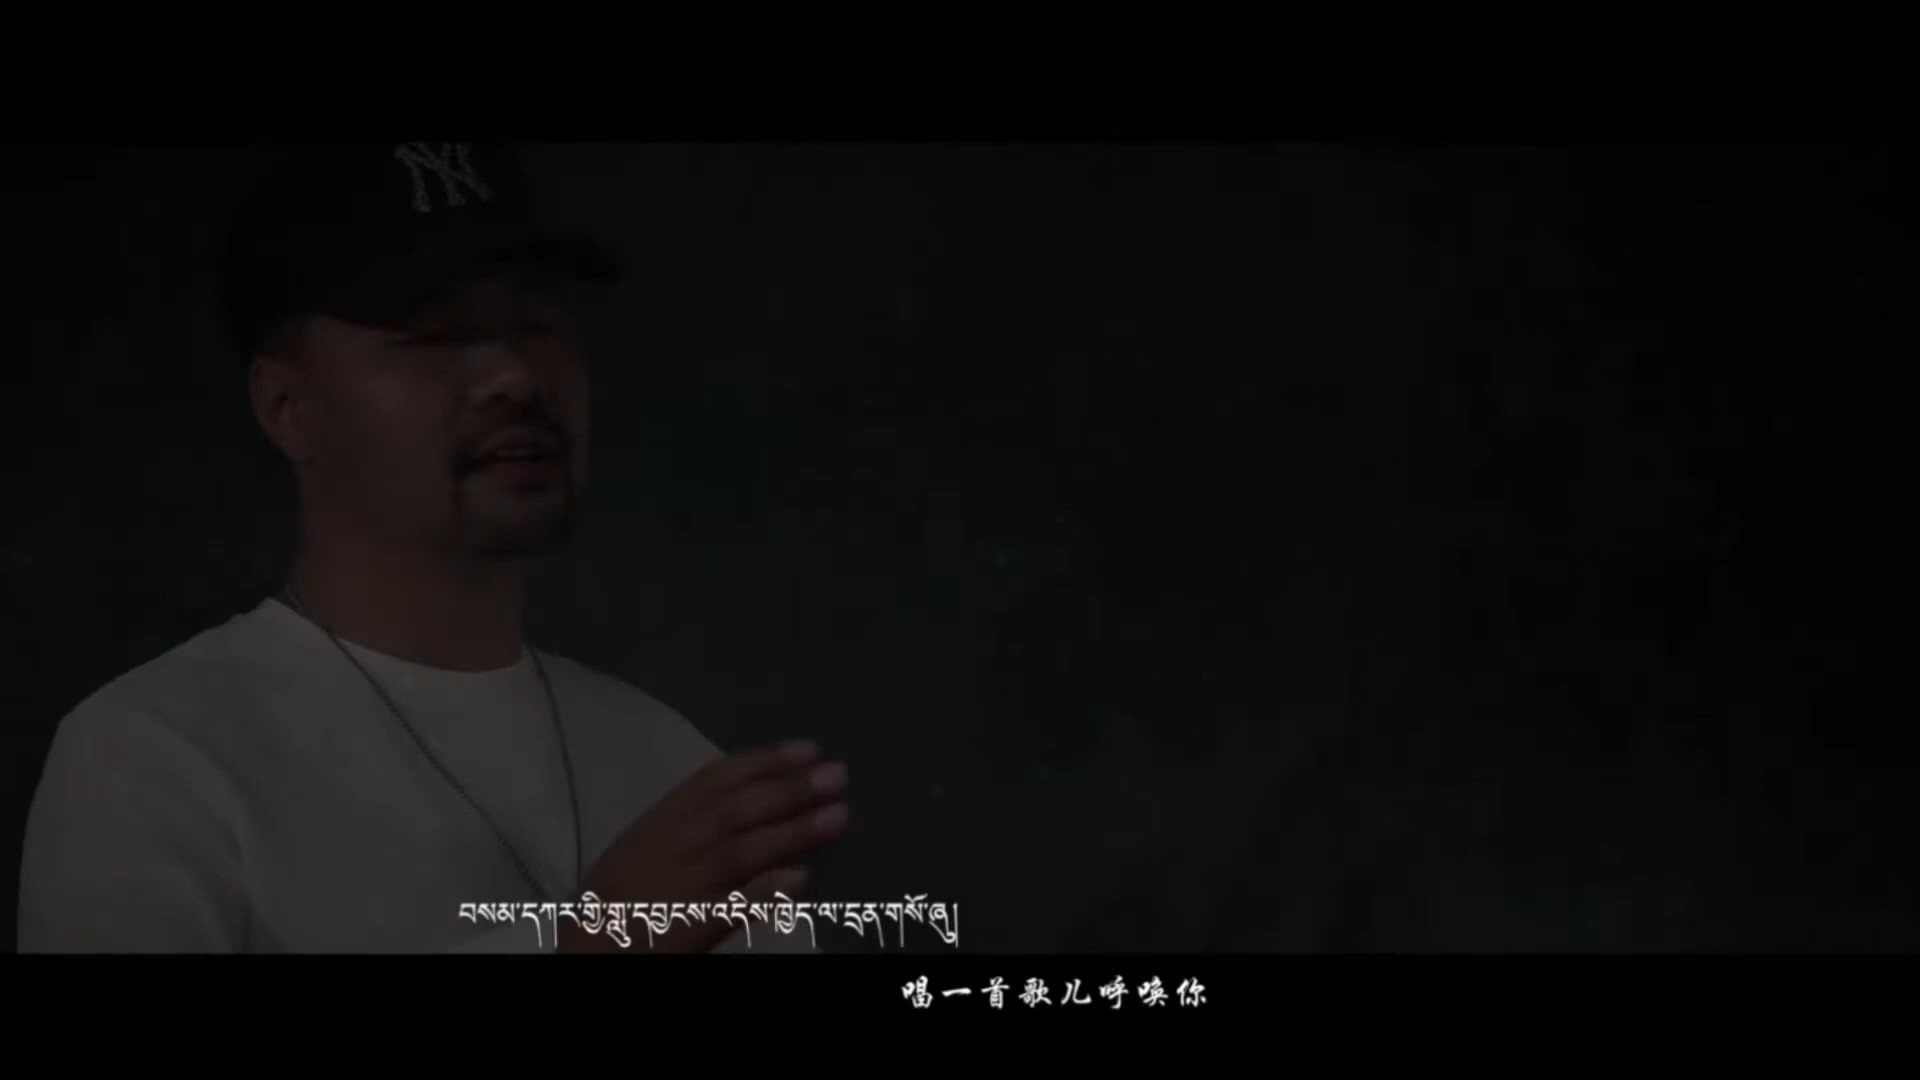 NY
བསམ་དཀར་གྱི་གླུ་དབྱངས་འདིས་ཁྱེད་ལ་དྲན་གསོ་ཞུ།
唱一首歌儿呼唤你